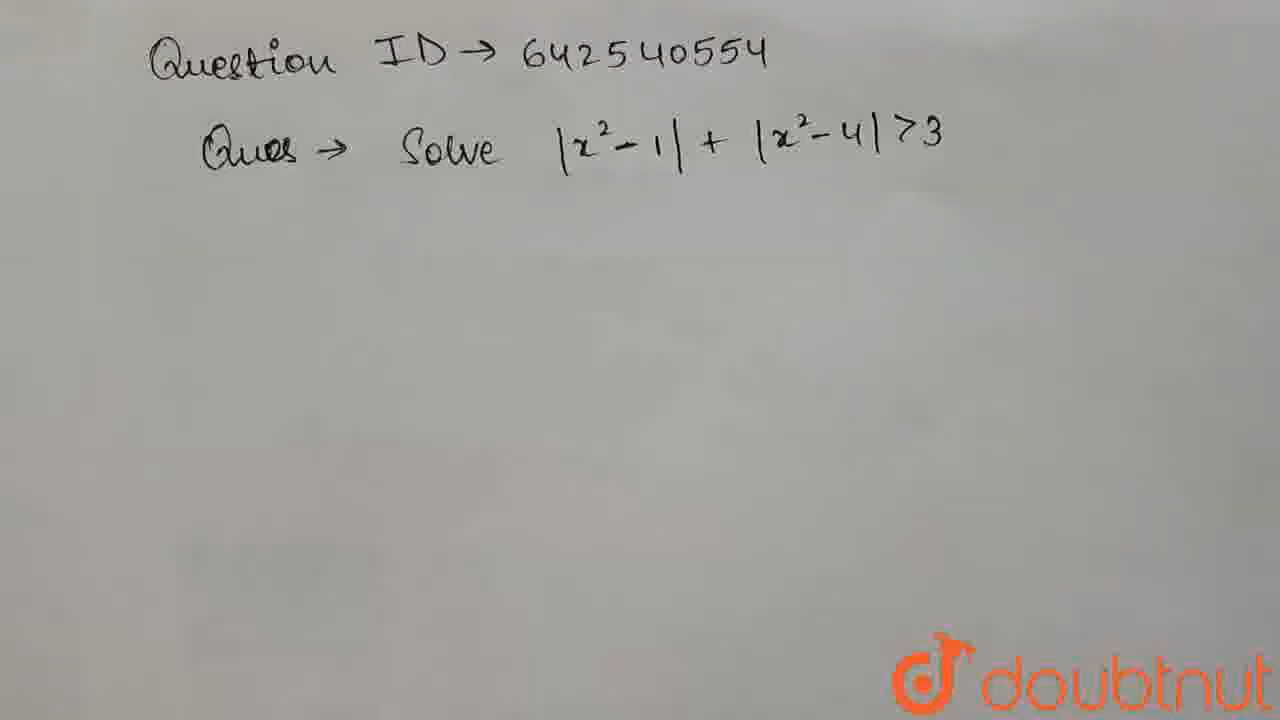 Question ID → 642540554
Ques → Solve |x²-1| + |x²-4| > 3
doubtnut